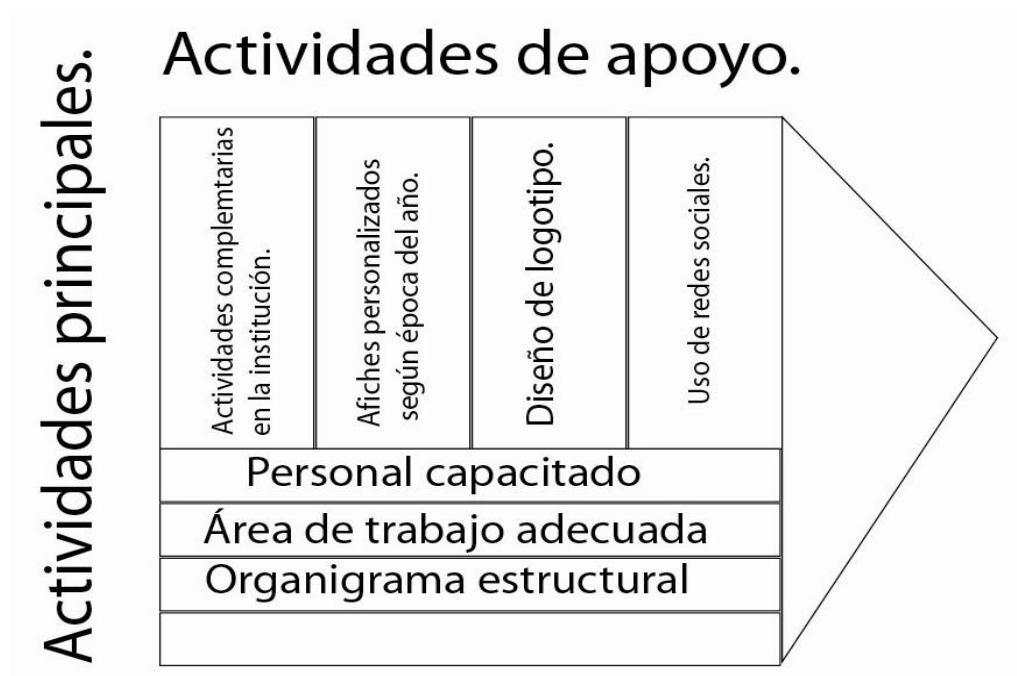 Actividades de apoyo.
Actividades principales.
Actividades complemtarias
en la institución.
Afiches personalizados
según época del año.
Diseño de logotipo.
Uso de redes sociales.
Personal capacitado
Área de trabajo adecuada
Organigrama estructural